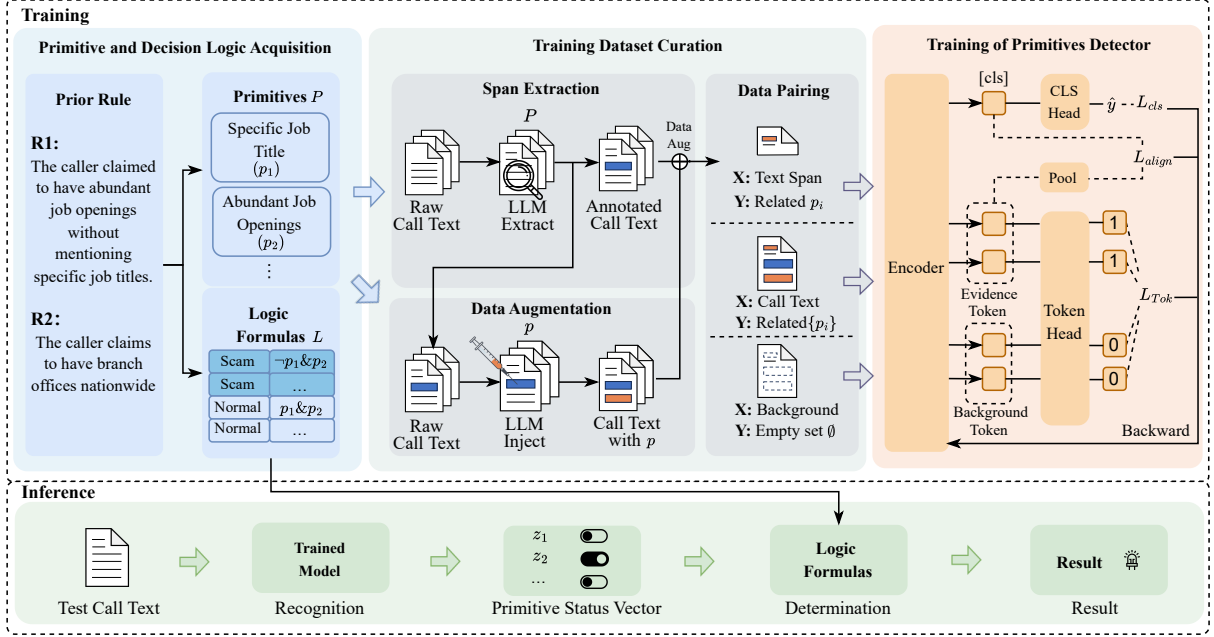 Training
Primitive and Decision Logic Acquisition
Prior Rule
R1:
The caller claimed
to have abundant
job openings
without
mentioning
specific job titles.
R2:
The caller claims
to have branch
offices nationwide
Primitives P
Specific Job
Title
(p₁)
Abundant Job
Openings
(p₂)
⋮
Logic
Formulas L
Scam ¬p₁&p₂
Scam ...
Normal p₁&p₂
Normal ...
Training Dataset Curation
Span Extraction
P
Raw
Call Text
LLM
Extract
Annotated
Call Text
Data
Aug
Data Augmentation
p
Raw
Call Text
LLM
Inject
Call Text
with p
Data Pairing
X: Text Span
Y: Related pᵢ
X: Call Text
Y: Related{pᵢ}
X: Background
Y: Empty set ∅
Training of Primitives Detector
Encoder
[cls]
CLS
Head
ŷ
L_cls
L_align
Pool
Evidence
Token
Background
Token
Token
Head
1
1
0
0
L_Tok
Backward
Inference
Test Call Text
Trained
Model
Recognition
z₁
z₂
...
Primitive Status Vector
Logic
Formulas
Determination
Result
Result